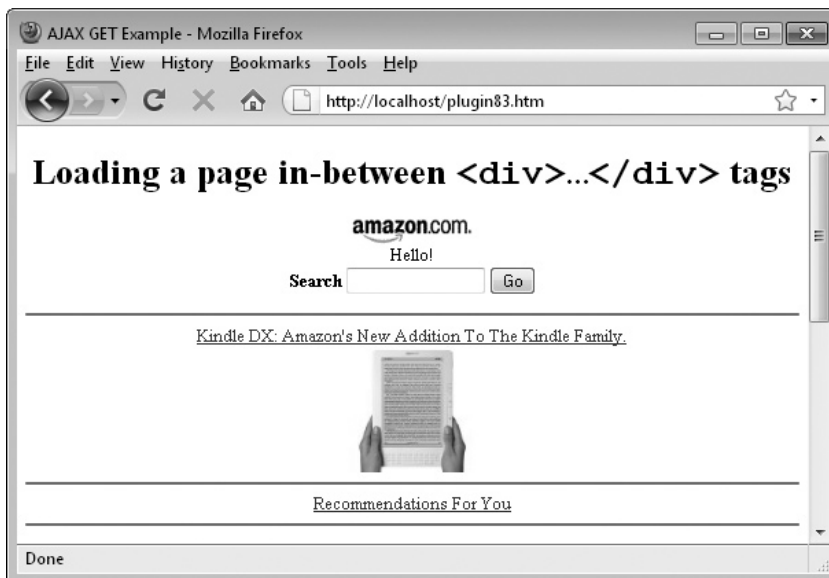 AJAX GET Example - Mozilla Firefox
File Edit View History Bookmarks Tools Help
http://localhost/plugin83.htm
Loading a page in-between <div>...</div> tags
amazon.com.
Hello!
Search Go
Kindle DX: Amazon's New Addition To The Kindle Family.
Recommendations For You
Done